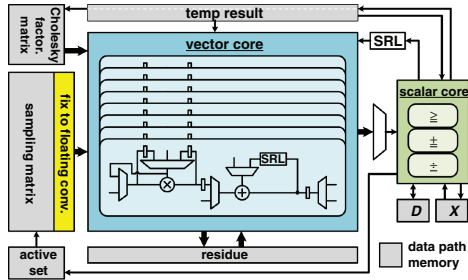 Cholesky
factor.
matrix
temp result
vector core
SRL
scalar core
≥
±
÷
sampling matrix
fix to floating conv.
SRL
×
+
D
X
active
set
residue
data path
memory